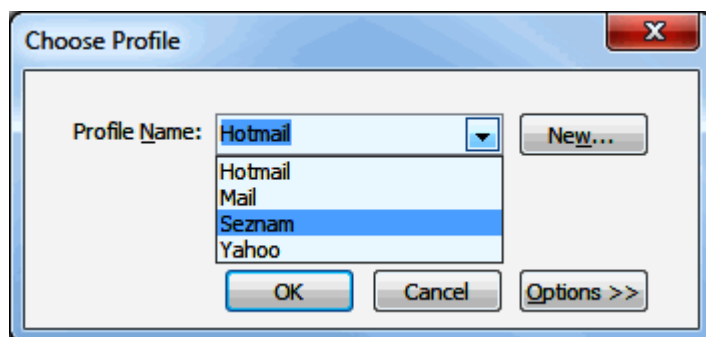 Choose Profile
Profile Name: Hotmail New...
Hotmail
Mail
Seznam
Yahoo
OK Cancel Options >>